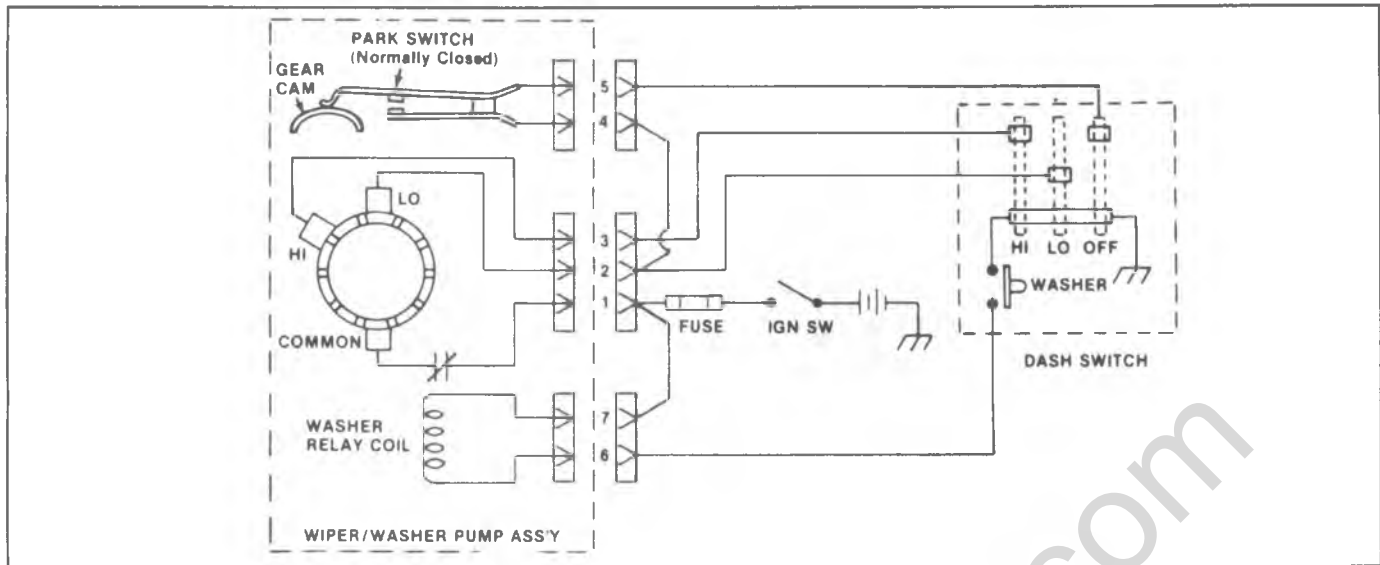 PARK SWITCH
(Normally Closed)
GEAR
CAM
5
4
LO
HI
3
2
1
COMMON
FUSE
IGN SW
HI LO OFF
WASHER
DASH SWITCH
WASHER
RELAY COIL
7
6
WIPER/WASHER PUMP ASS'Y
com